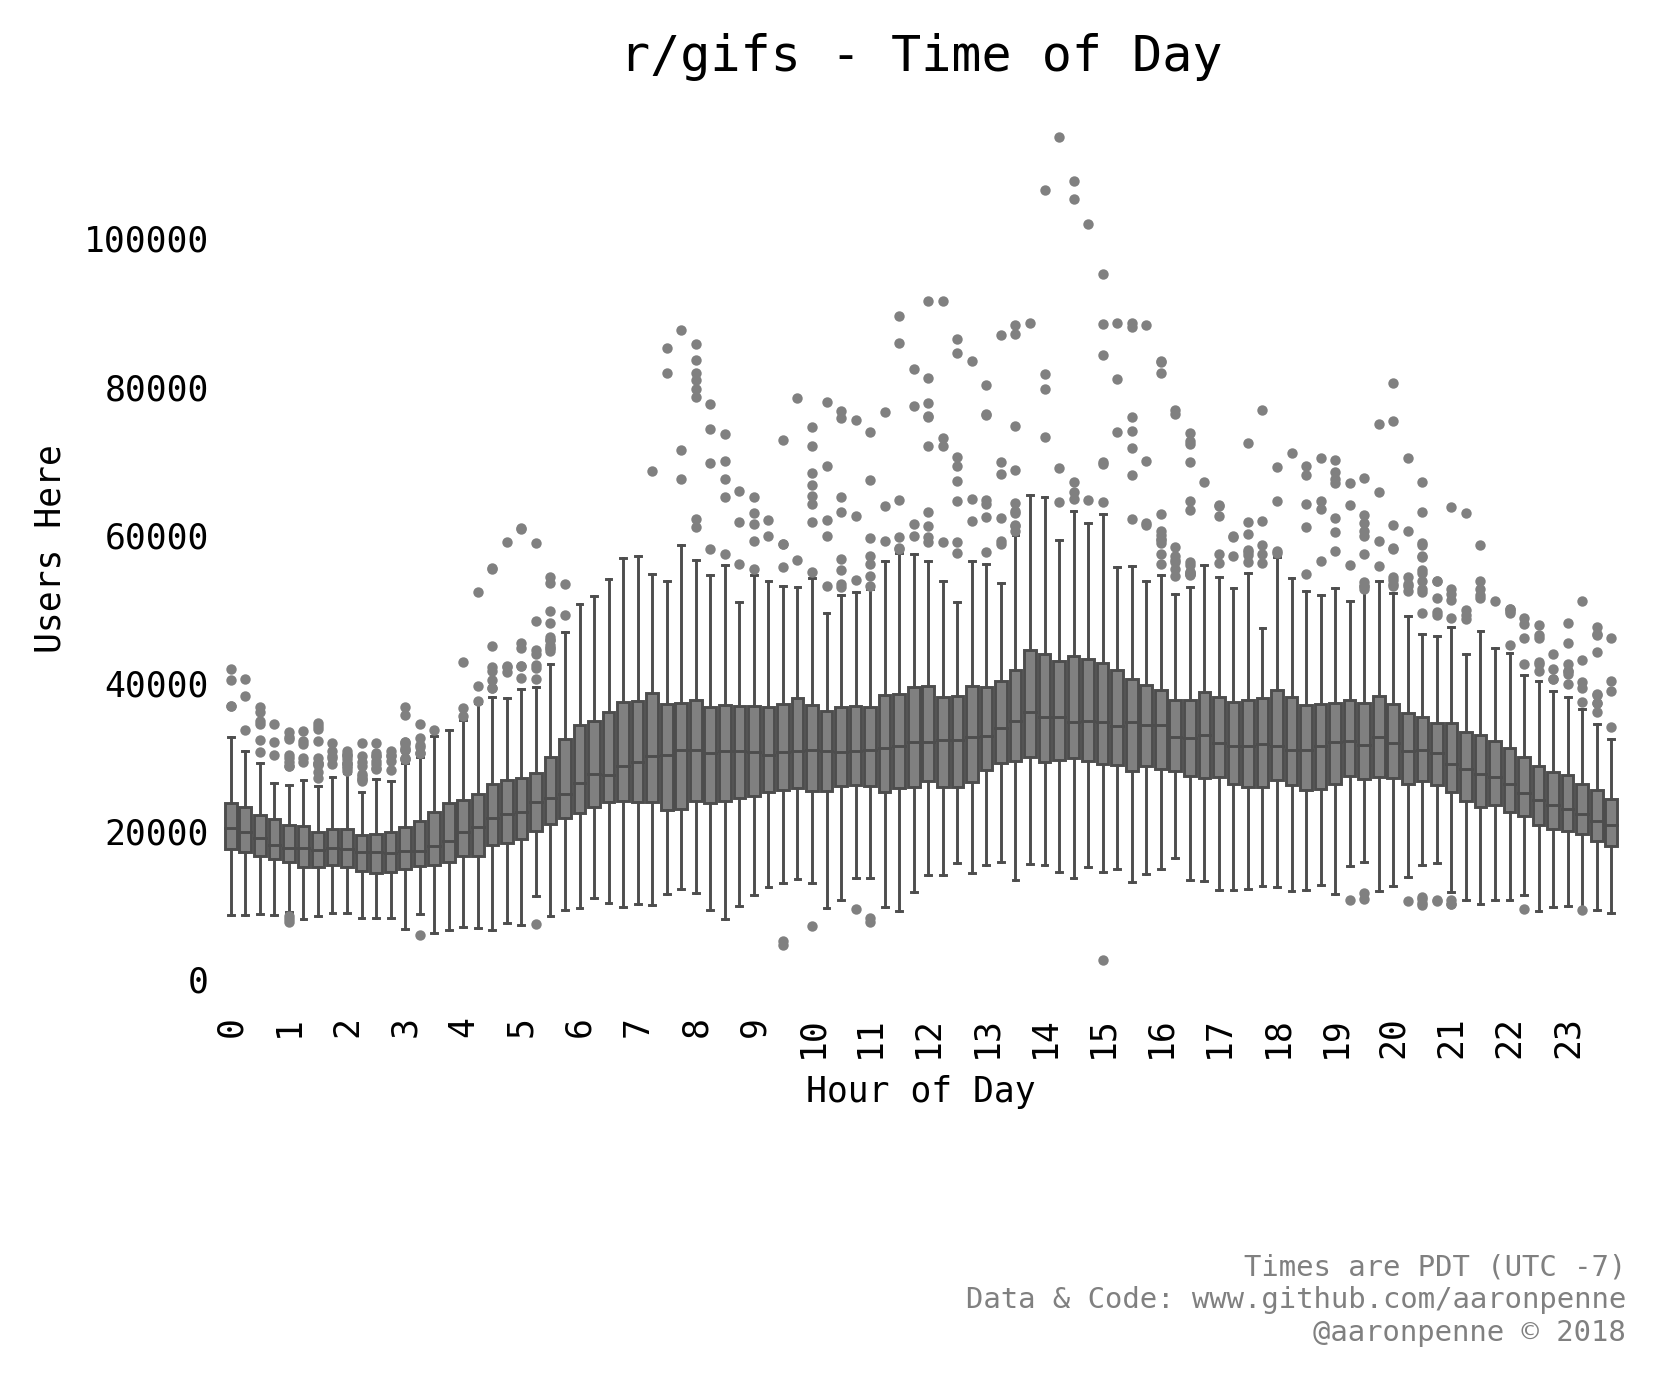 r/gifs - Time of Day
Users Here
100000
80000
60000
40000
20000
0
0 1 2 3 4 5 6 7 8 9 10 11 12 13 14 15 16 17 18 19 20 21 22 23
Hour of Day
Times are PDT (UTC -7)
Data & Code: www.github.com/aaronpenne
@aaronpenne © 2018